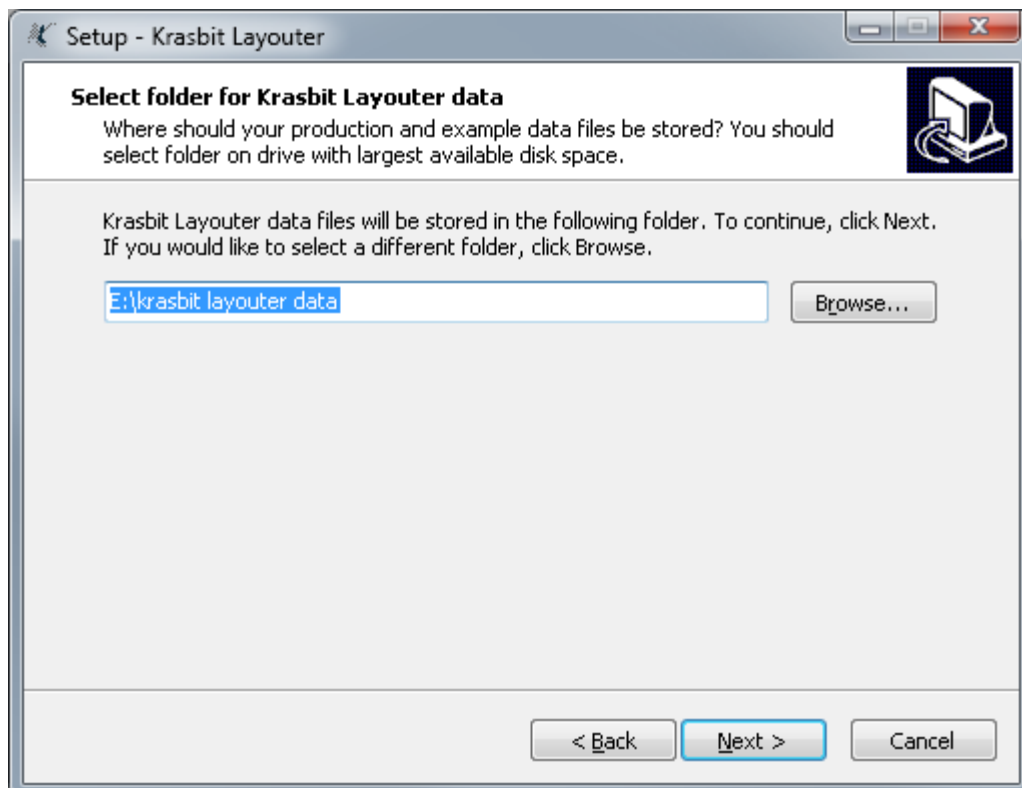 Setup - Krasbit Layouter
Select folder for Krasbit Layouter data
Where should your production and example data files be stored? You should
select folder on drive with largest available disk space.
Krasbit Layouter data files will be stored in the following folder. To continue, click Next.
If you would like to select a different folder, click Browse.
E:\krasbit layouter data
Browse...
< Back
Next >
Cancel